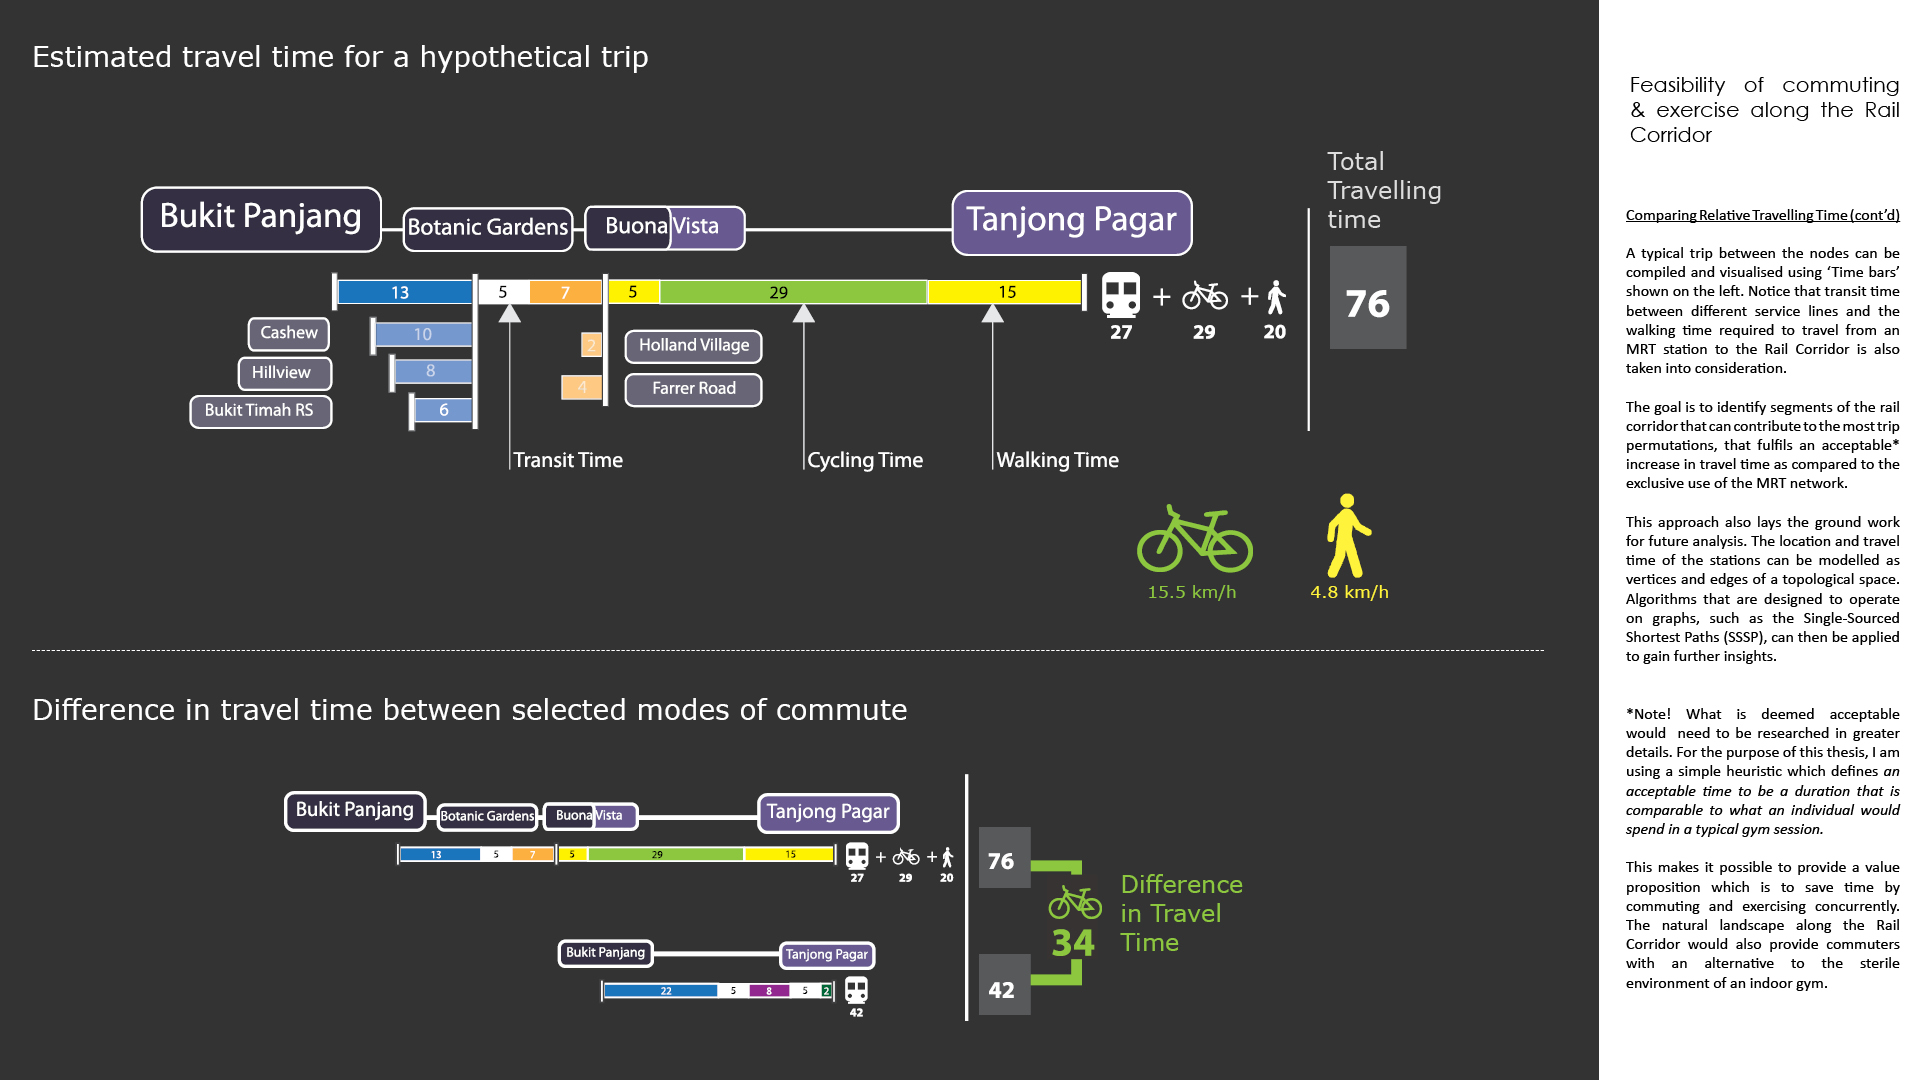 Estimated travel time for a hypothetical trip
Bukit Panjang
Botanic Gardens
Buona Vista
Tanjong Pagar
Total
Travelling
time
76
13
5
7
5
29
15
+
+
27
29
20
Cashew
10
Hillview
8
Bukit Timah RS
6
2
Holland Village
4
Farrer Road
Transit Time
Cycling Time
Walking Time
15.5 km/h
4.8 km/h
Difference in travel time between selected modes of commute
Bukit Panjang
Botanic Gardens
Buona Vista
Tanjong Pagar
13
5
7
5
29
15
+
+
27
29
20
76
Difference
in Travel
Time
34
Bukit Panjang
Tanjong Pagar
22
5
8
5
2
42
42
Feasibility of commuting
& exercise along the Rail
Corridor
Comparing Relative Travelling Time (cont’d)
A typical trip between the nodes can be
compiled and visualised using ‘Time bars’
shown on the left. Notice that transit time
between different service lines and the
walking time required to travel from an
MRT station to the Rail Corridor is also
taken into consideration.
The goal is to identify segments of the rail
corridor that can contribute to the most trip
permutations, that fulfils an acceptable*
increase in travel time as compared to the
exclusive use of the MRT network.
This approach also lays the ground work
for future analysis. The location and travel
time of the stations can be modelled as
vertices and edges of a topological space.
Algorithms that are designed to operate
on graphs, such as the Single-Sourced
Shortest Paths (SSSP), can then be applied
to gain further insights.
*Note! What is deemed acceptable
would need to be researched in greater
details. For the purpose of this thesis, I am
using a simple heuristic which defines an
acceptable time to be a duration that is
comparable to what an individual would
spend in a typical gym session.
This makes it possible to provide a value
proposition which is to save time by
commuting and exercising concurrently.
The natural landscape along the Rail
Corridor would also provide commuters
with an alternative to the sterile
environment of an indoor gym.